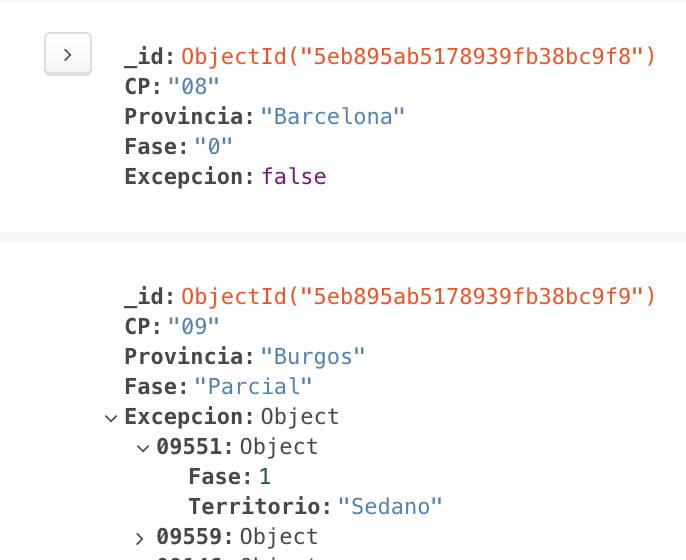 _id: ObjectId("5eb895ab5178939fb38bc9f8")
CP: "08"
Provincia: "Barcelona"
Fase: "0"
Excepcion: false
_id: ObjectId("5eb895ab5178939fb38bc9f9")
CP: "09"
Provincia: "Burgos"
Fase: "Parcial"
Excepcion: Object
09551: Object
Fase: 1
Territorio: "Sedano"
09559: Object